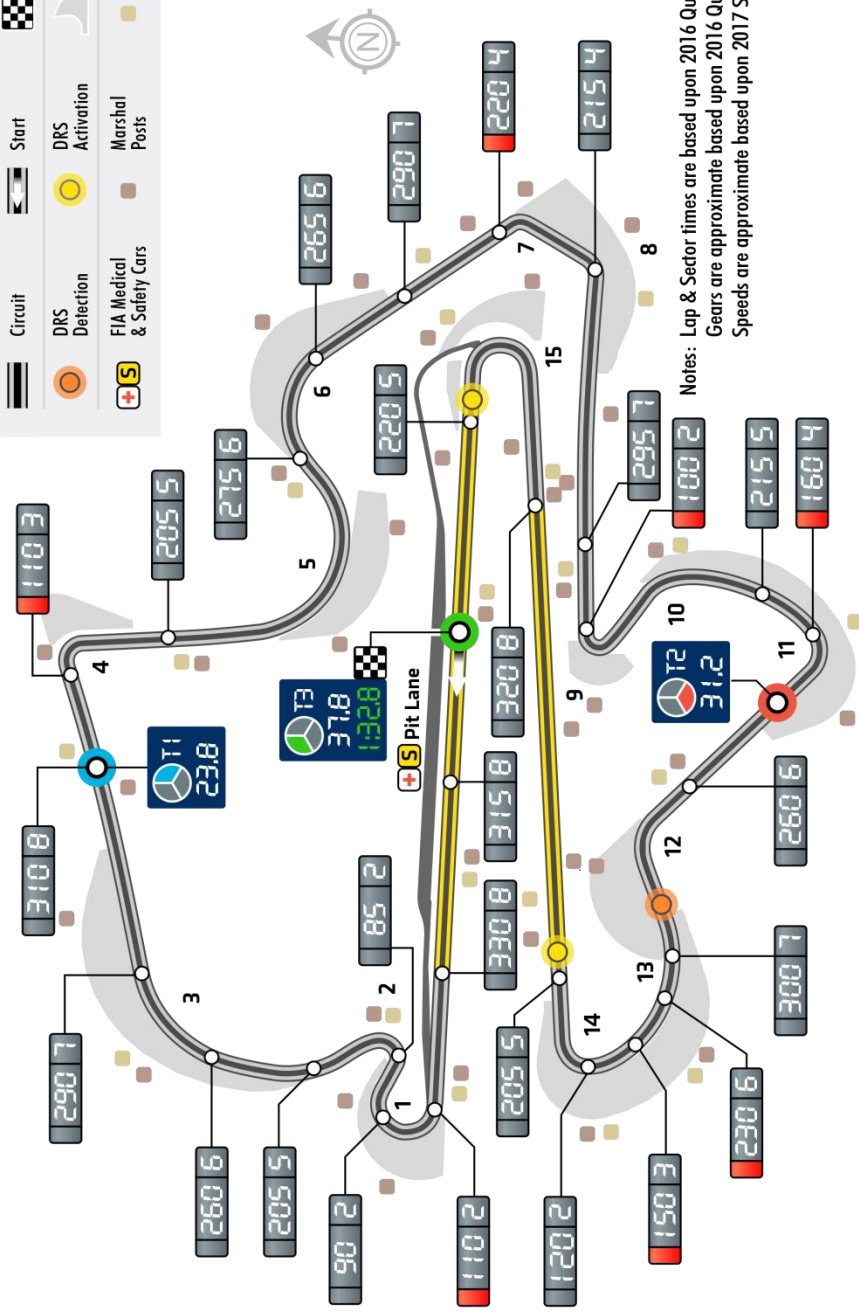 Circuit
Start
DRS
Detection
DRS
Activation
S
FIA Medical
& Safety Cars
Marshal
Posts
N
110 3
310 8
4
205 5
T1
23.8
275 6
265 6
6
290 7
5
290 7
3
260 6
205 5
2
85 2
90 2
1
110 2
T3
37.8
1:32.8
S Pit Lane
220 5
220 4
7
215 4
8
15
315 8
330 8
320 8
9
295 7
100 2
10
215 5
160 4
11
T2
31.2
260 6
12
300 7
13
230 6
150 3
14
120 2
205 5
Notes: Lap & Sector times are based upon 2016 Qu
Gears are approximate based upon 2016 Qu
Speeds are approximate based upon 2017 S